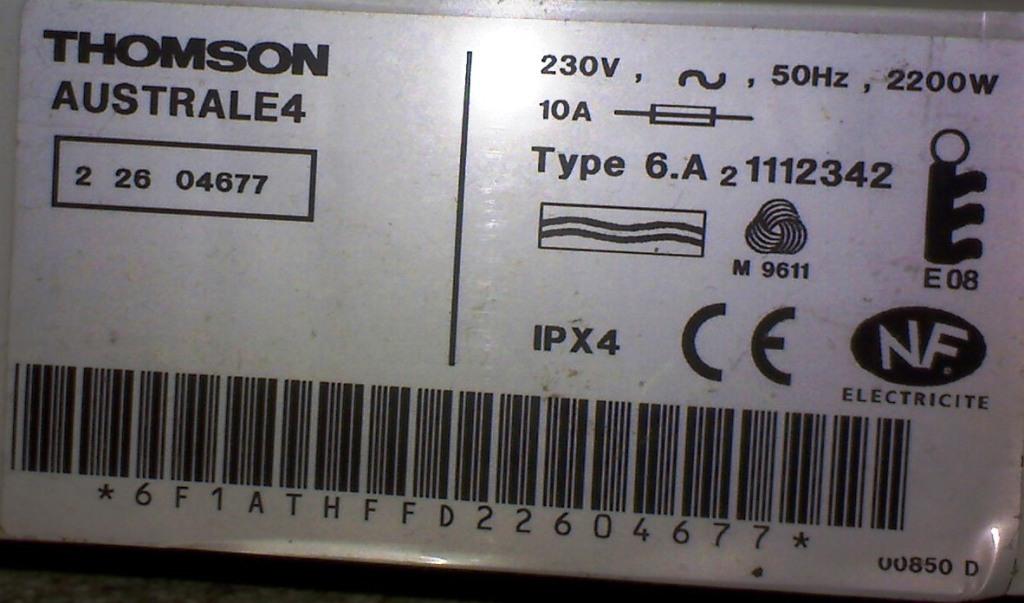 THOMSON
AUSTRALE4
2 26 04677
230V , ~ , 50Hz , 2200W
10A
Type 6.A 2 1112342
M 9611
E 08
IPX4
CE
NF.
ELECTRICITE
*6F1ATHFFD22604677*
00850 D